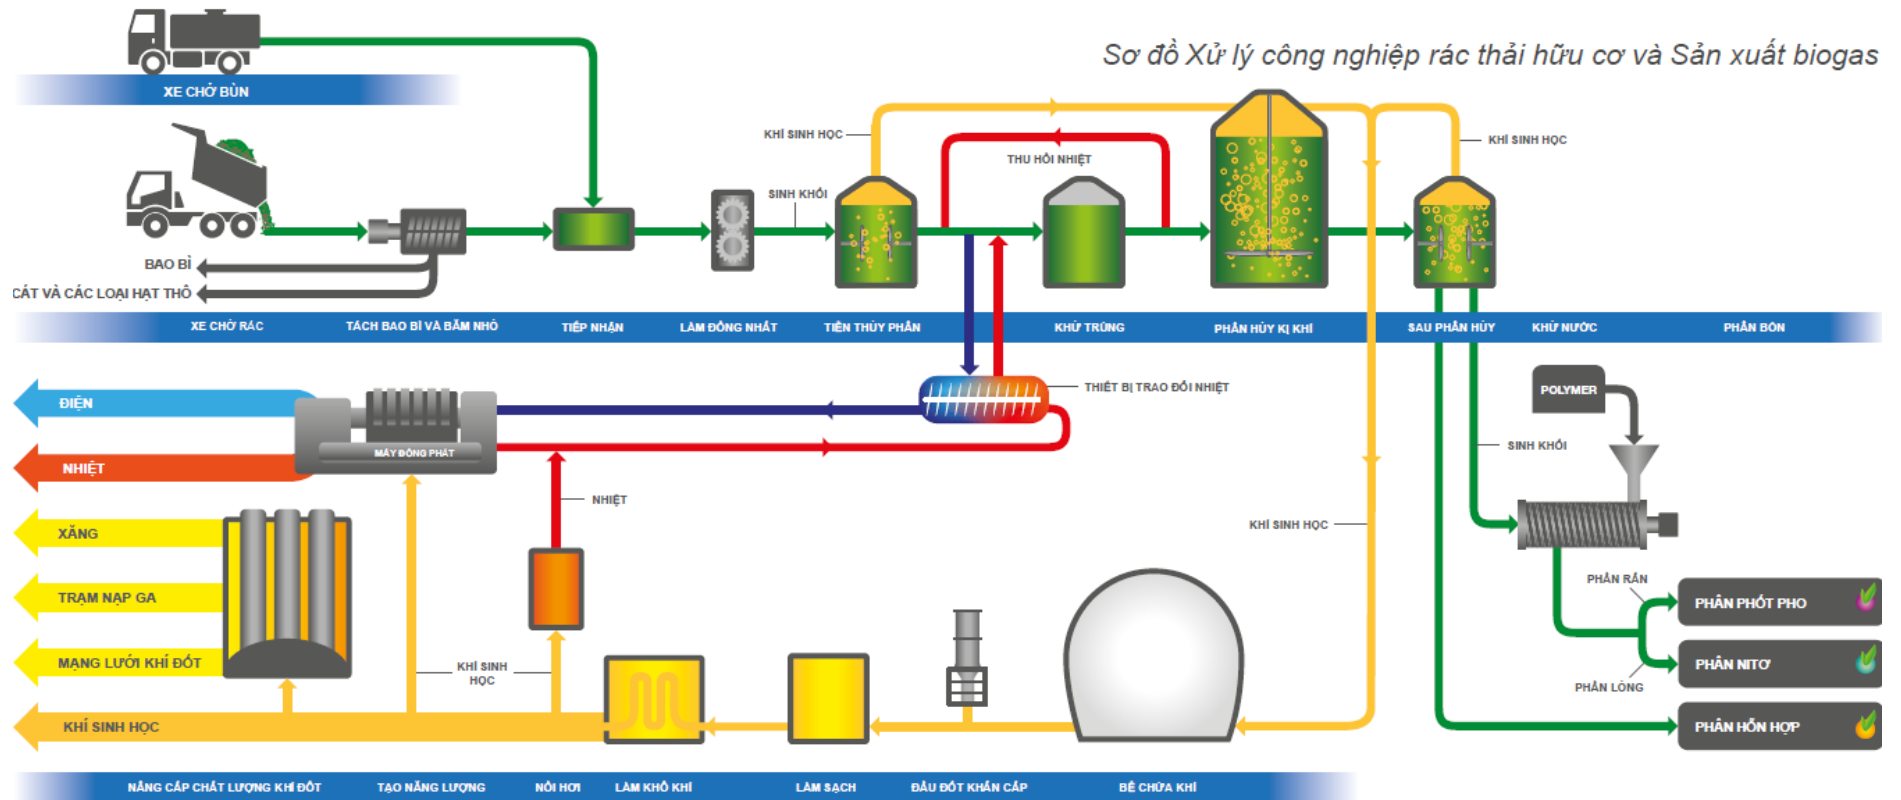 Sơ đồ Xử lý công nghiệp rác thải hữu cơ và Sản xuất biogas
XE CHỞ BÙN
KHÍ SINH HỌC
KHÍ SINH HỌC
THU HỒI NHIỆT
SINH KHỐI
BAO BÌ
CÁT VÀ CÁC LOẠI HẠT THÔ
XE CHỞ RÁC
TÁCH BAO BÌ VÀ BĂM NHỎ
TIẾP NHẬN
LÀM ĐỒNG NHẤT
TIỀN THỦY PHÂN
KHỬ TRÙNG
PHÂN HỦY KỊ KHÍ
SAU PHÂN HỦY
KHỬ NƯỚC
PHÂN BÓN
THIẾT BỊ TRAO ĐỔI NHIỆT
POLYMER
ĐIỆN
MÁY ĐỘNG PHÁT
SINH KHỐI
NHIỆT
NHIỆT
XĂNG
KHÍ SINH HỌC
PHÂN RẮN
TRẠM NẠP GA
PHÂN PHỐT PHO
MẠNG LƯỚI KHÍ ĐỐT
KHÍ SINH
HỌC
PHÂN NITƠ
PHÂN LỎNG
KHÍ SINH HỌC
PHÂN HỖN HỢP
NÂNG CẤP CHẤT LƯỢNG KHÍ ĐỐT
TẠO NĂNG LƯỢNG
NỒI HƠI
LÀM KHÔ KHÍ
LÀM SẠCH
ĐẦU ĐỐT KHẨN CẤP
BỂ CHỨA KHÍ